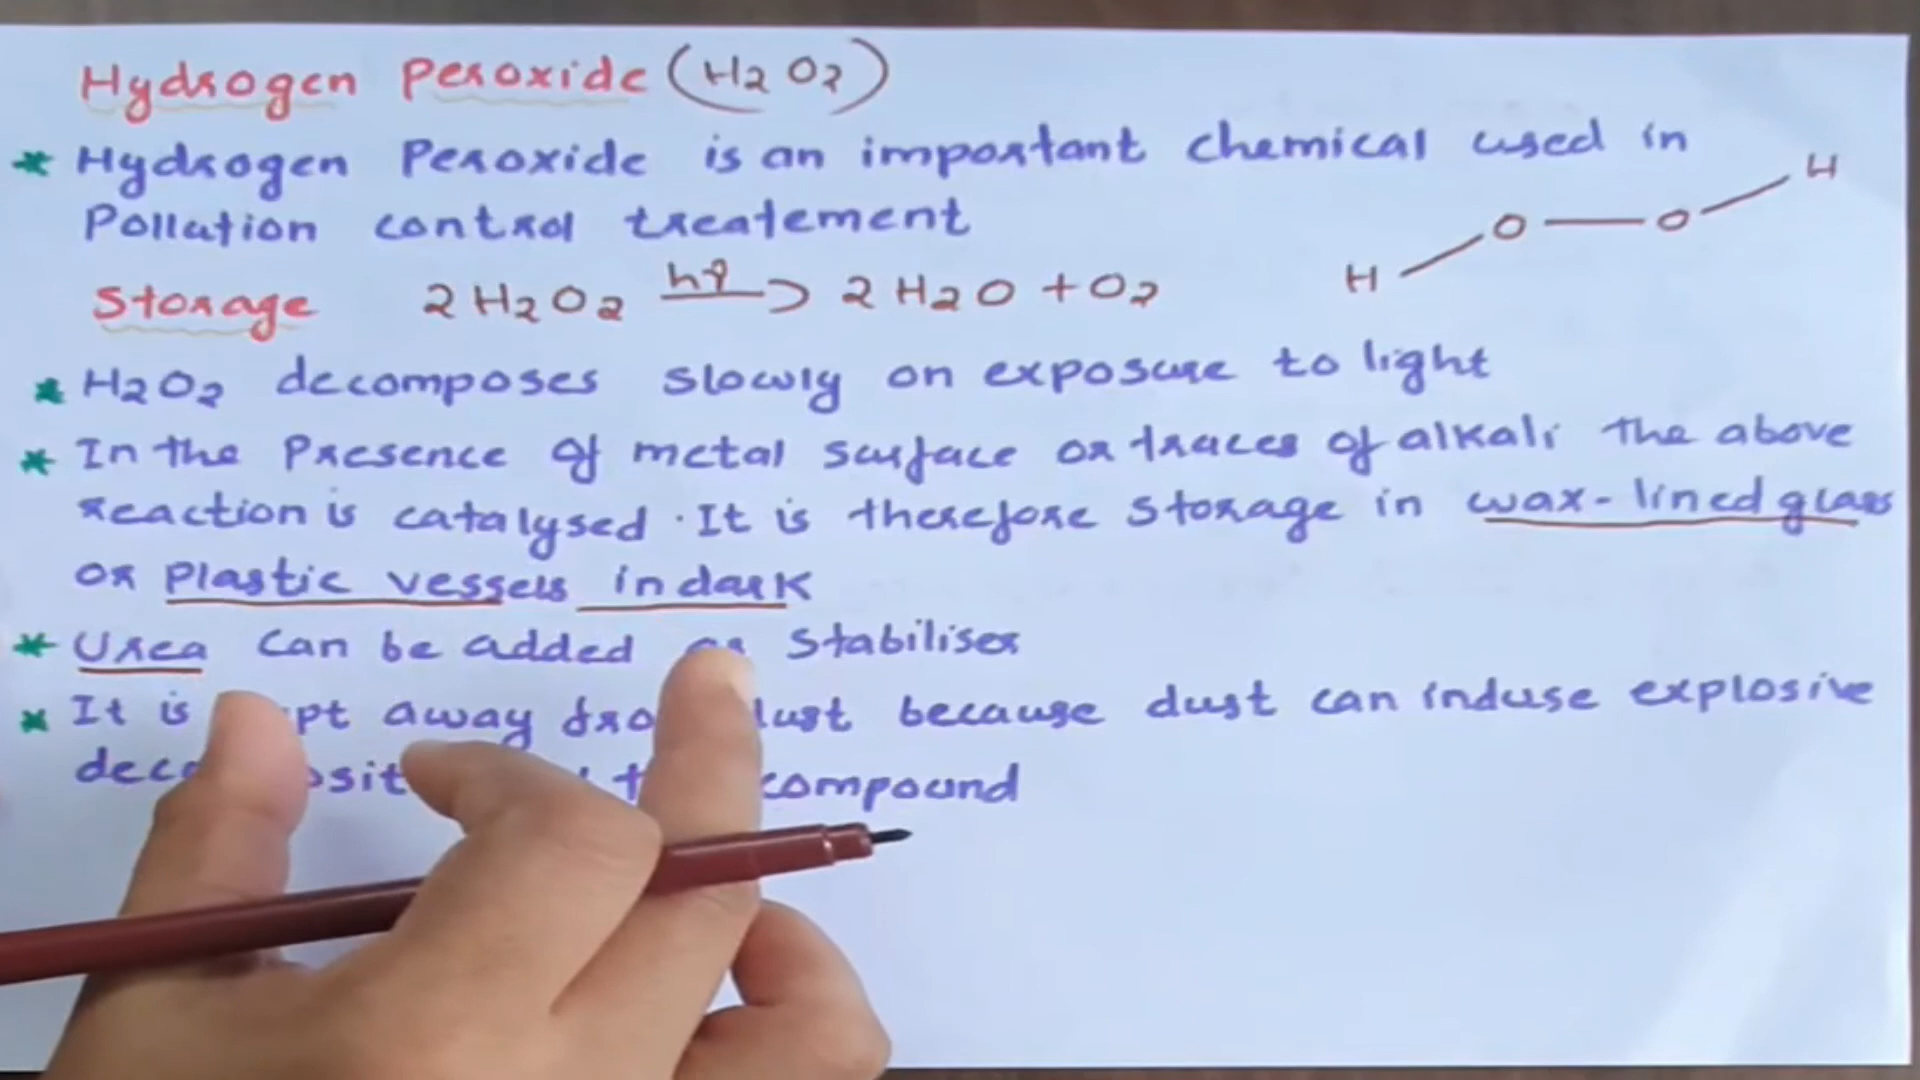 Hydrogen Peroxide (H2O2)
* Hydrogen Peroxide is an important chemical used in
Pollution control treatement
H O O H
Storage 2H2O2 hν → 2H2O + O2
* H2O2 decomposes slowly on exposure to light
* In the Presence of metal surface or traces of alkali the above
reaction is catalysed. It is therefore storage in wax-lined glass
or Plastic vessels in dark
* Urea can be added as Stabiliser
* It is away because dust can induse explosive
compound